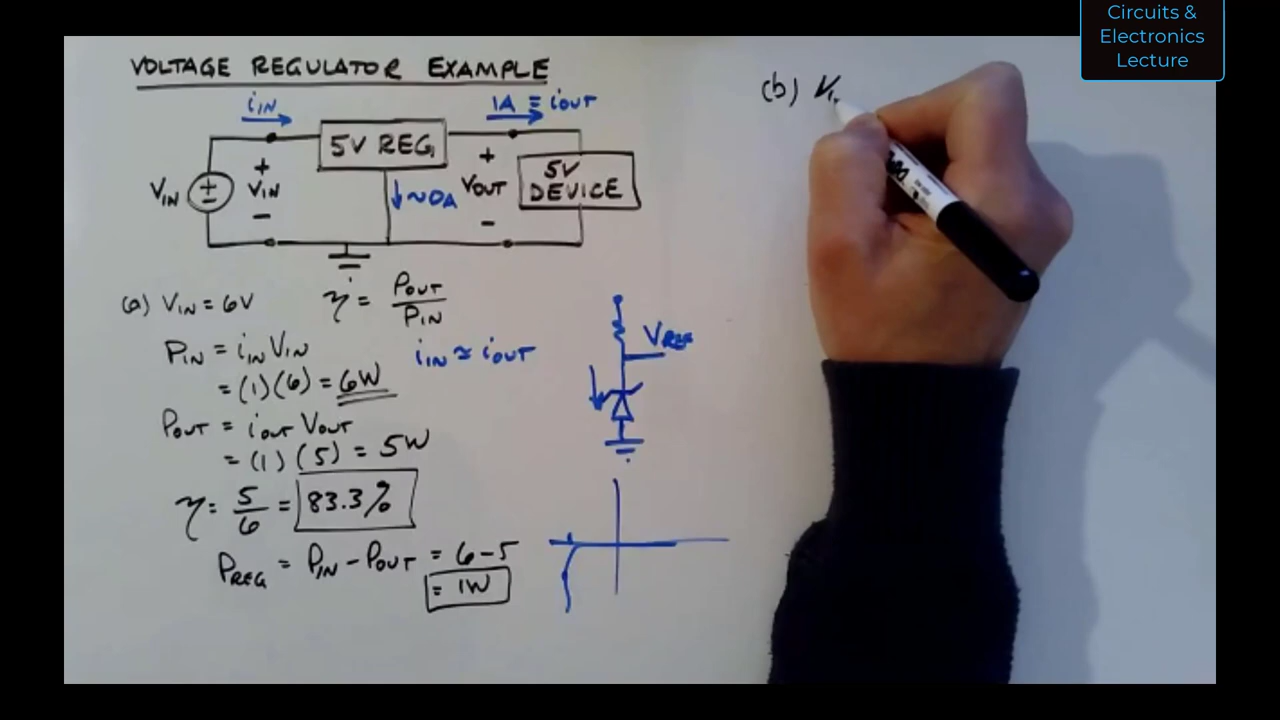 Circuits &
Electronics
Lecture
VOLTAGE REGULATOR EXAMPLE
iIN
1A ≡ iOUT
5V REG.
VIN
+
VIN
−
↓ ~0A
+
VOUT
−
5V
DEVICE
(a) VIN = 6V
η = POUT / PIN
PIN = iIN VIN
iIN ≈ iOUT
= (1)(6) = 6W
POUT = iOUT VOUT
= (1) (5) = 5W
η = 5/6 = 83.3%
PREG = PIN − POUT = 6 − 5
= 1W
VREF
(b) Vi